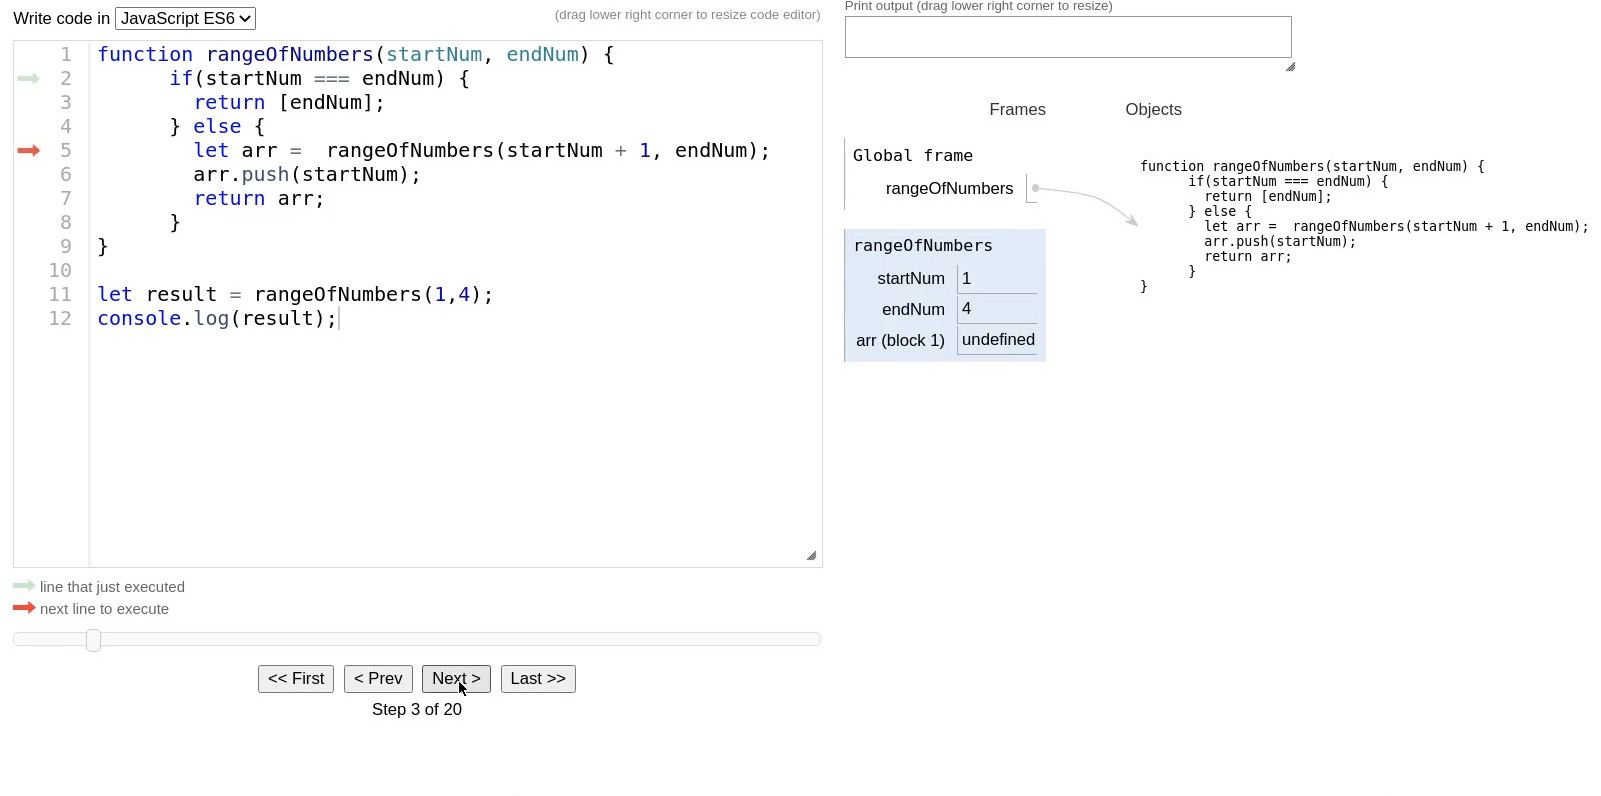 Write code in JavaScript ES6
(drag lower right corner to resize code editor)
1 function rangeOfNumbers(startNum, endNum) {
2       if(startNum === endNum) {
3         return [endNum];
4       } else {
5         let arr =  rangeOfNumbers(startNum + 1, endNum);
6         arr.push(startNum);
7         return arr;
8       }
9 }
10
11 let result = rangeOfNumbers(1,4);
12 console.log(result);
line that just executed
next line to execute
<< First < Prev Next > Last >>
Step 3 of 20
Print output (drag lower right corner to resize)
Frames Objects
Global frame
rangeOfNumbers
rangeOfNumbers
startNum 1
endNum 4
arr (block 1) undefined
function rangeOfNumbers(startNum, endNum) {
      if(startNum === endNum) {
        return [endNum];
      } else {
        let arr =  rangeOfNumbers(startNum + 1, endNum);
        arr.push(startNum);
        return arr;
      }
}